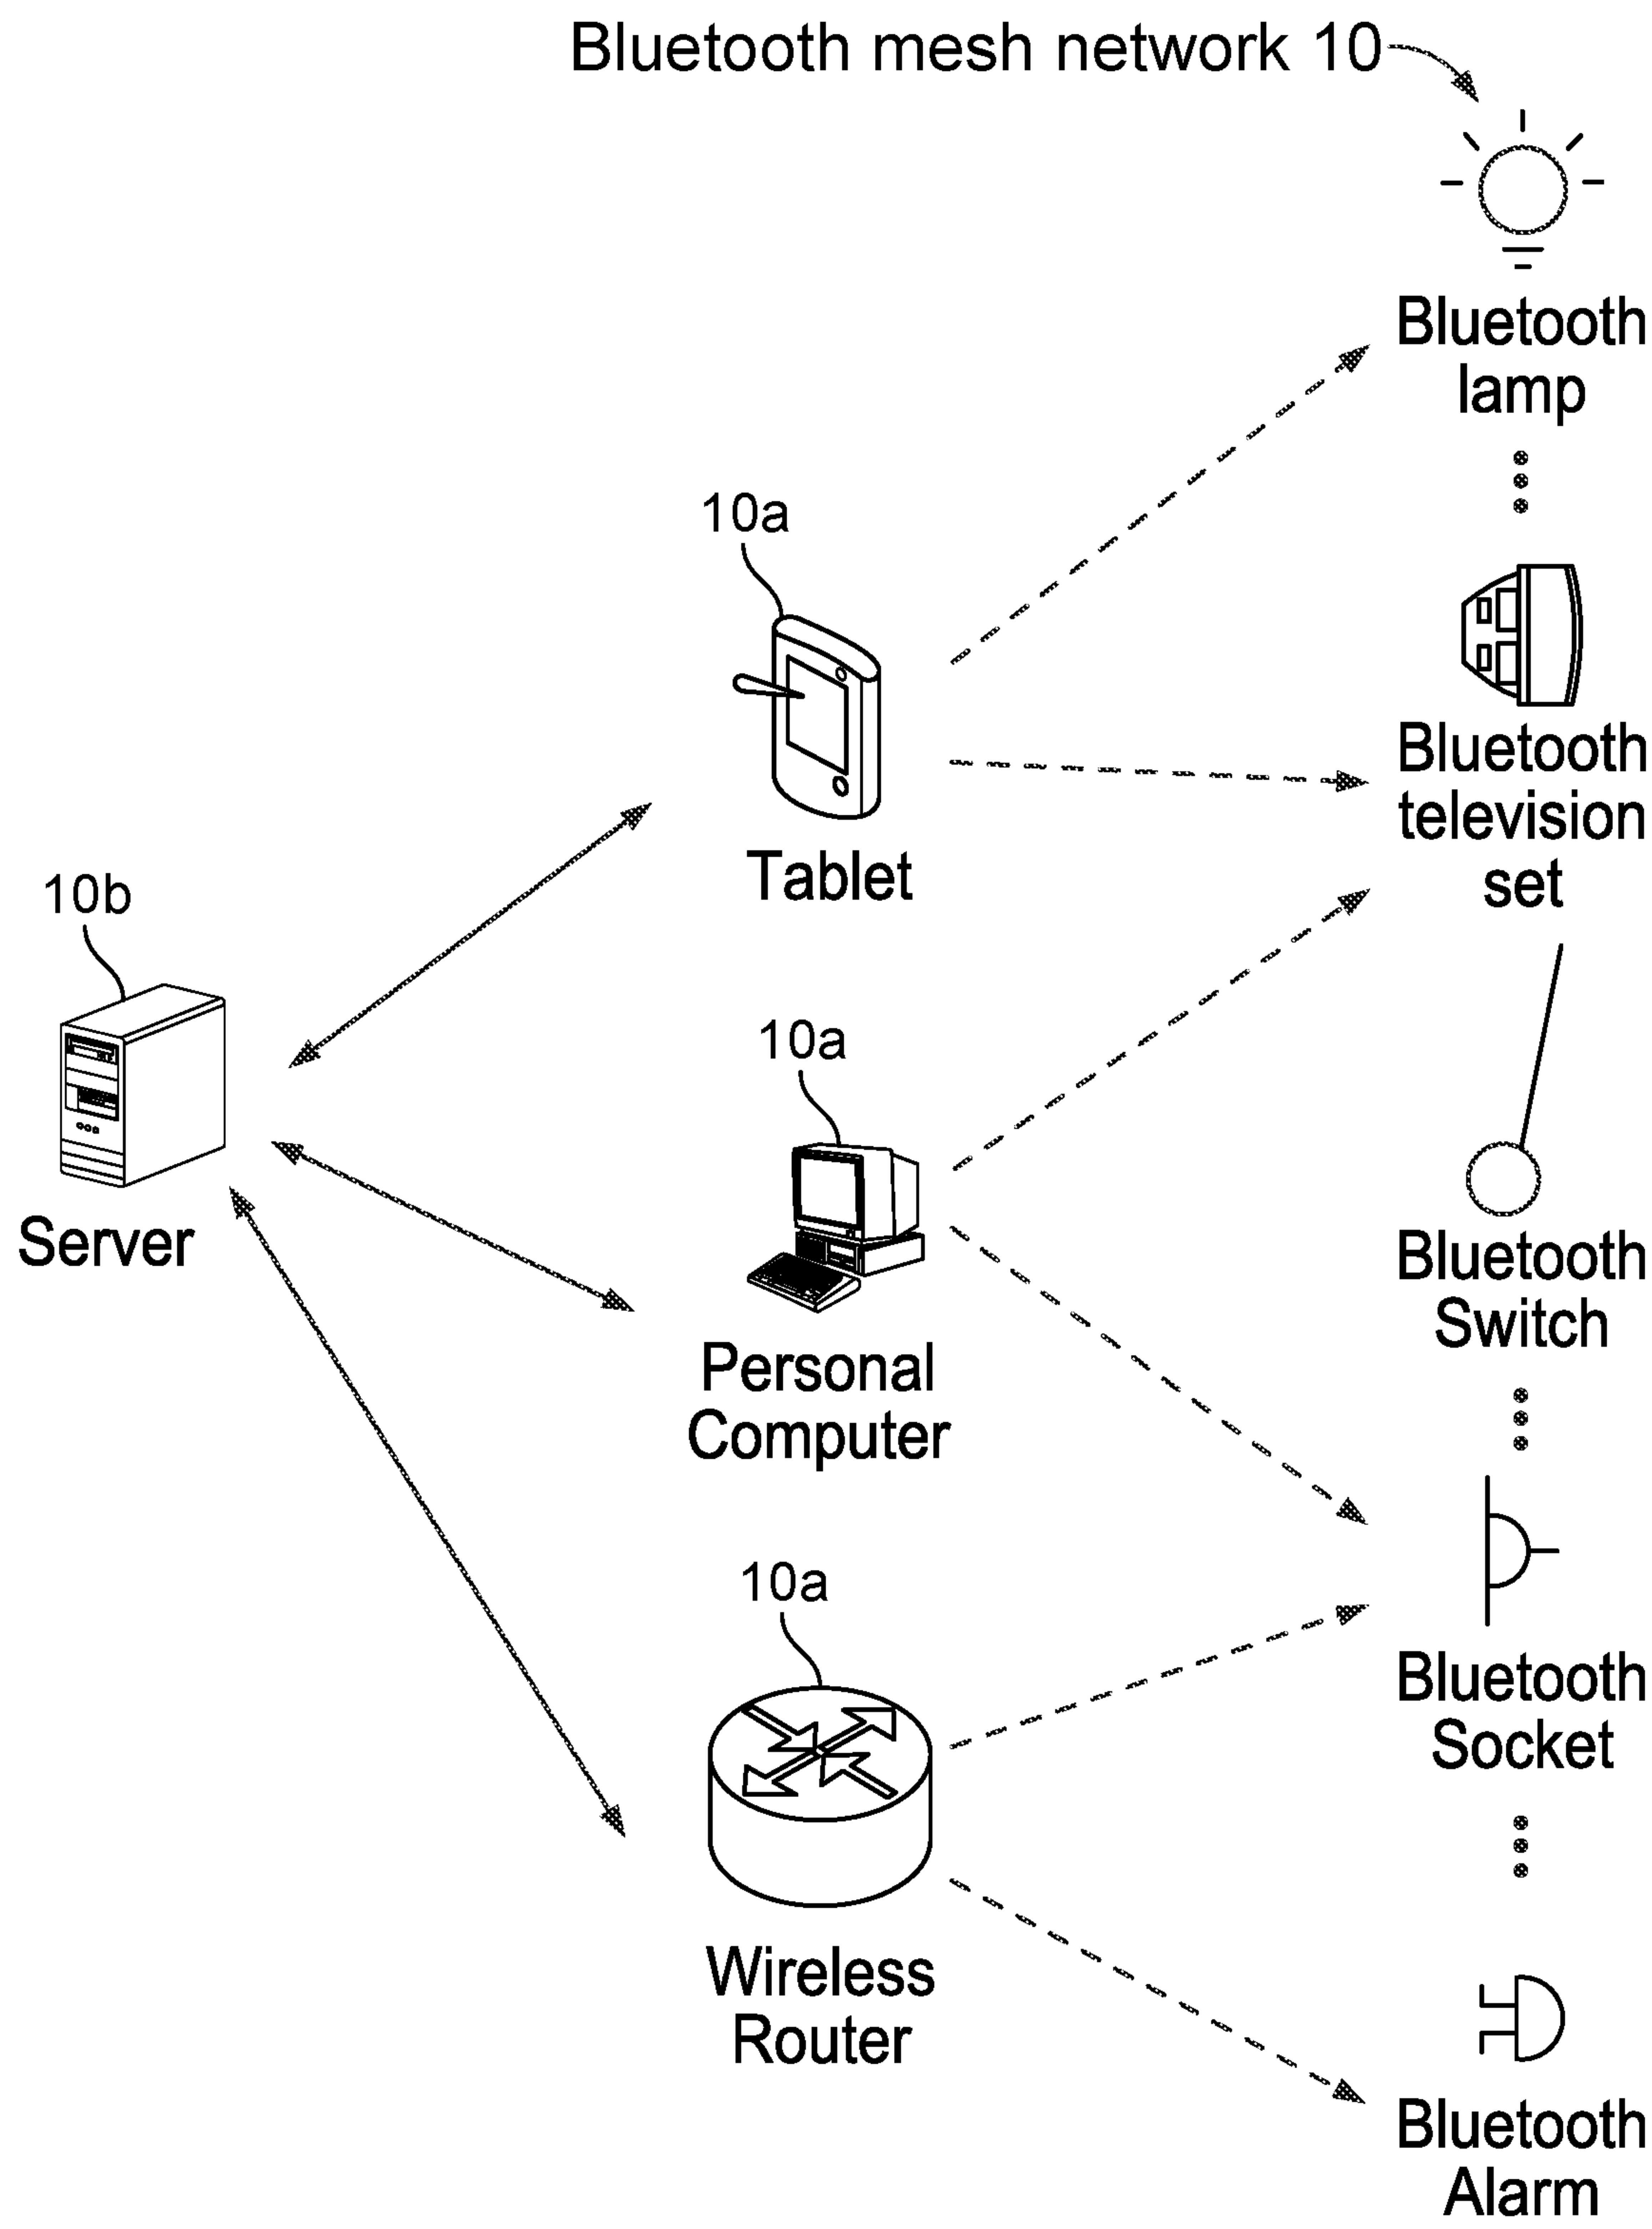 Bluetooth mesh network 10
Bluetooth
lamp
10a
Bluetooth
television
set
Tablet
10b
10a
Server
Bluetooth
Switch
Personal
Computer
10a
Bluetooth
Socket
Wireless
Router
Bluetooth
Alarm